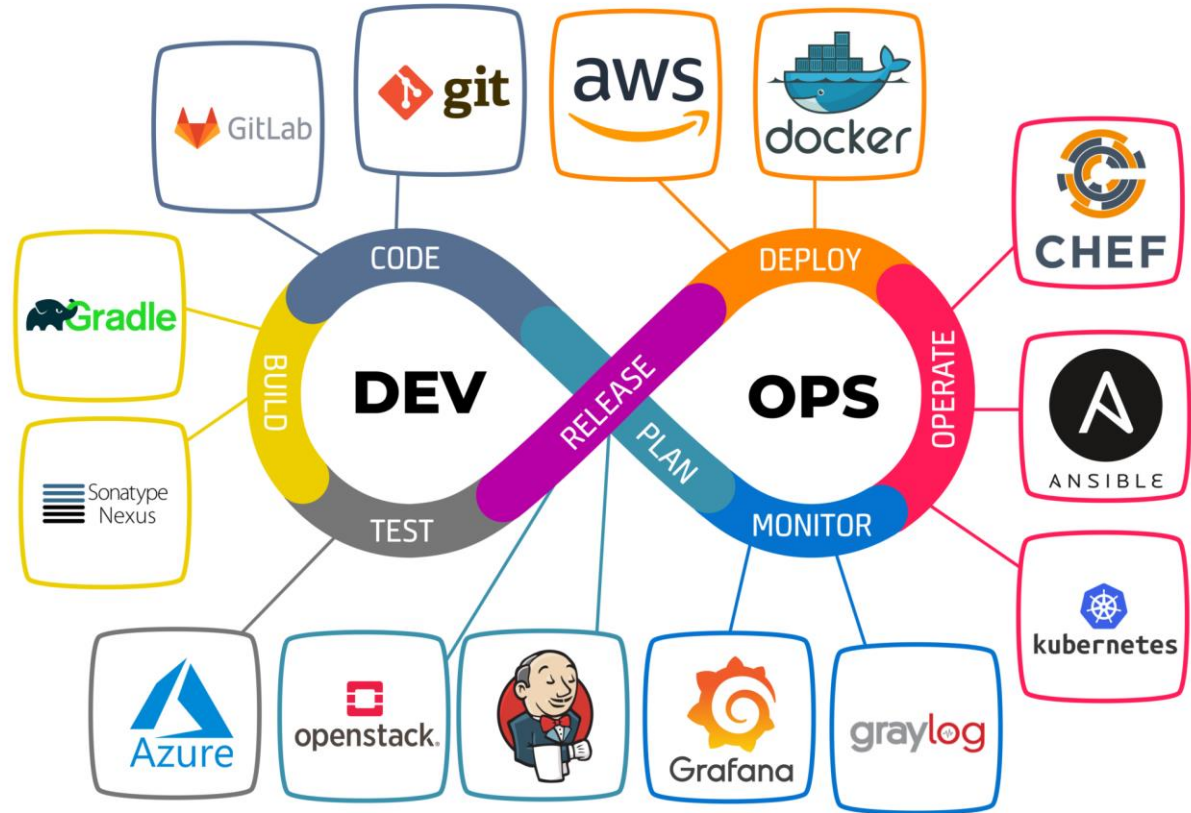 GitLab
git
aws
docker
CHEF
CODE
DEPLOY
Gradle
BUILD
DEV
RELEASE
OPS
OPERATE
PLAN
ANSIBLE
Sonatype
Nexus
TEST
MONITOR
kubernetes
Azure
openstack.
Grafana
graylog